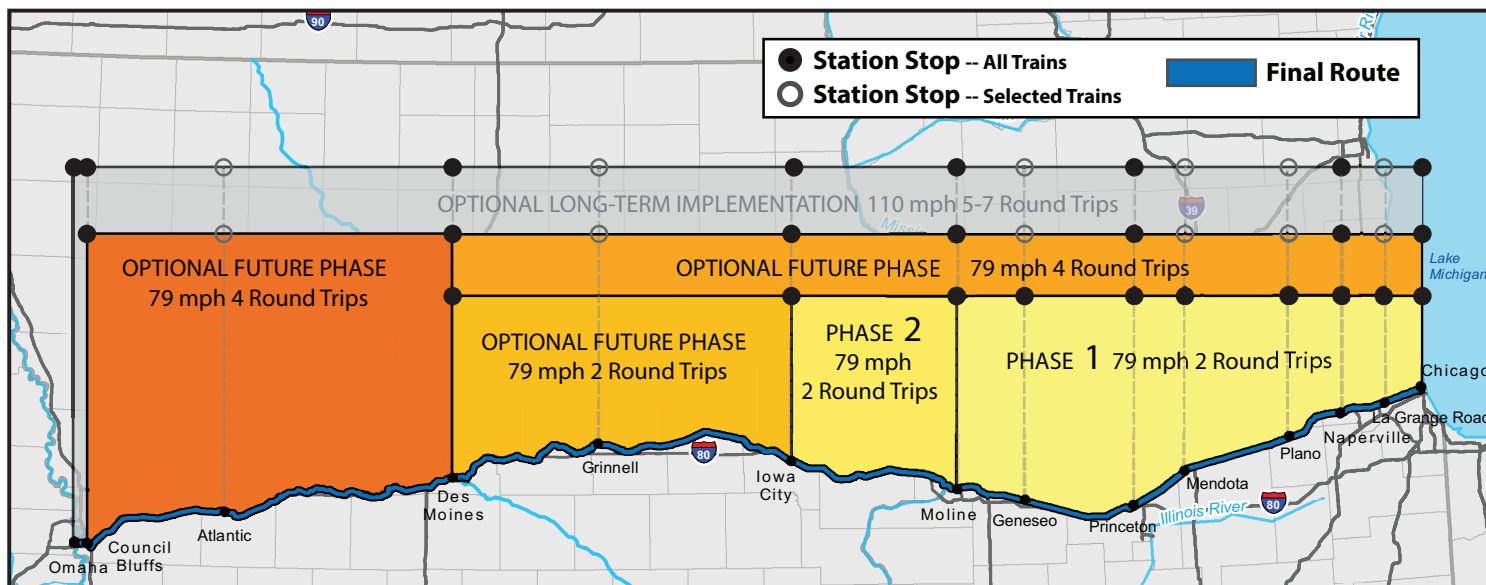 90
Station Stop -- All Trains
Final Route
Station Stop -- Selected Trains
OPTIONAL LONG-TERM IMPLEMENTATION 110 mph 5-7 Round Trips
39
OPTIONAL FUTURE PHASE
79 mph 4 Round Trips
OPTIONAL FUTURE PHASE 79 mph 4 Round Trips
Lake
Michigan
OPTIONAL FUTURE PHASE
79 mph 2 Round Trips
PHASE 2
79 mph
2 Round Trips
PHASE 1 79 mph 2 Round Trips
Chicago
La Grange Road
Naperville
Plano
Mendota
Princeton
Geneseo
Moline
Iowa
City
80
Grinnell
Des
Moines
Atlantic
Council
Bluffs
Omaha
Illinois River
80